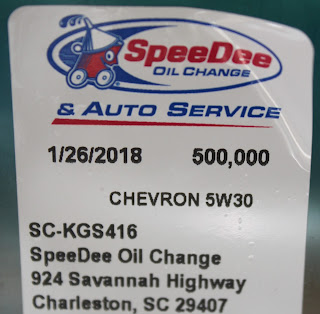 SpeeDee
OIL CHANGE
& AUTO SERVICE
1/26/2018 500,000
CHEVRON 5W30
SC-KGS416
SpeeDee Oil Change
924 Savannah Highway
Charleston, SC 29407